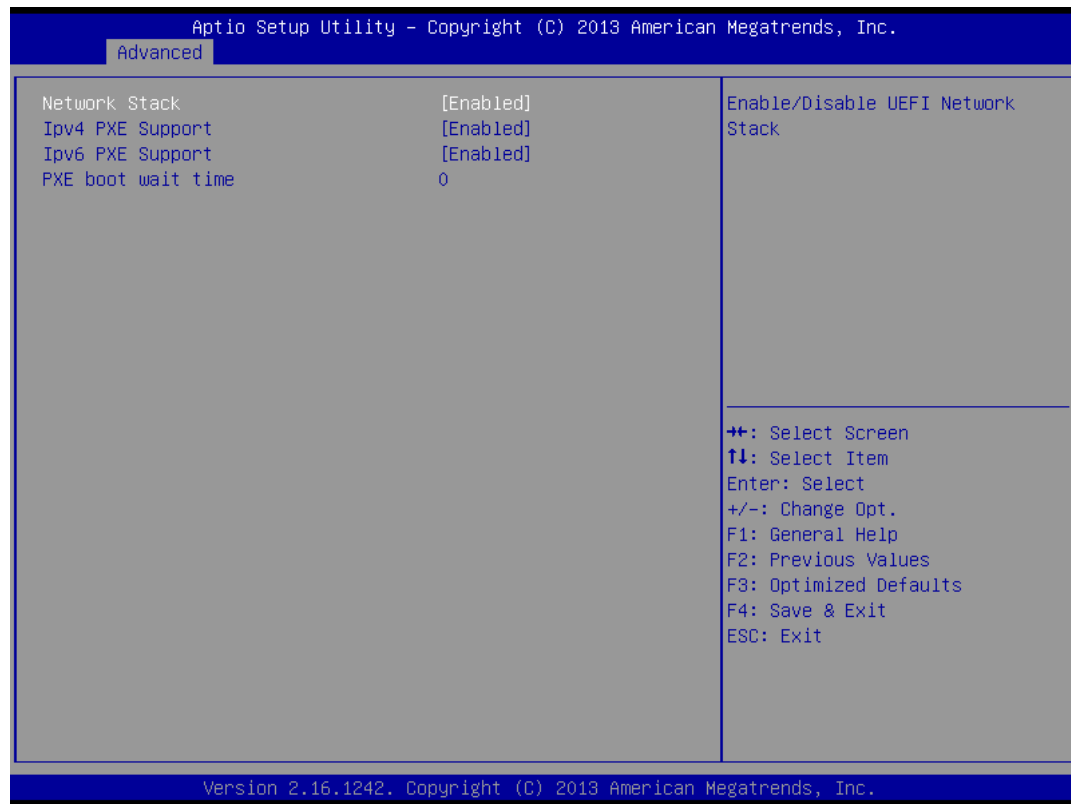 Aptio Setup Utility – Copyright (C) 2013 American Megatrends, Inc.
Advanced
Network Stack [Enabled]
Ipv4 PXE Support [Enabled]
Ipv6 PXE Support [Enabled]
PXE boot wait time 0
Enable/Disable UEFI Network
Stack
→←: Select Screen
↑↓: Select Item
Enter: Select
+/-: Change Opt.
F1: General Help
F2: Previous Values
F3: Optimized Defaults
F4: Save & Exit
ESC: Exit
Version 2.16.1242. Copyright (C) 2013 American Megatrends, Inc.